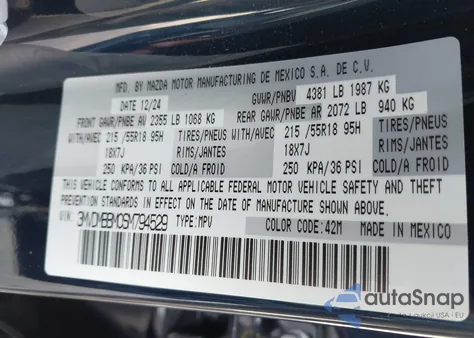 MFD. BY MAZDA MOTOR MANUFACTURING DE MEXICO S.A. DE C.V.
DATE 12/24 GVWR/PNBV 4381 LB 1987 KG
FRONT GAWR/PNBE AV 2355 LB 1068 KG REAR GAWR/PNBE AR 2072 LB 940 KG
WITH/AVEC 215 /55R18 95H TIRES/PNEUS WITH/AVEC 215 /55R18 95H TIRES/PNEUS
18X7J RIMS/JANTES 18X7J RIMS/JANTES
250 KPA/36 PSI COLD/A FROID 250 KPA/36 PSI COLD/A FROID
THIS VEHICLE CONFORMS TO ALL APPLICABLE FEDERAL MOTOR VEHICLE SAFETY AND THEFT
PREVENTION STANDARDS IN EFFECT ON THE DATE OF MANUFACTURE SHOWN ABOVE.
TYPE:MPV COLOR CODE:42M MADE IN MEXICO
autoSnap